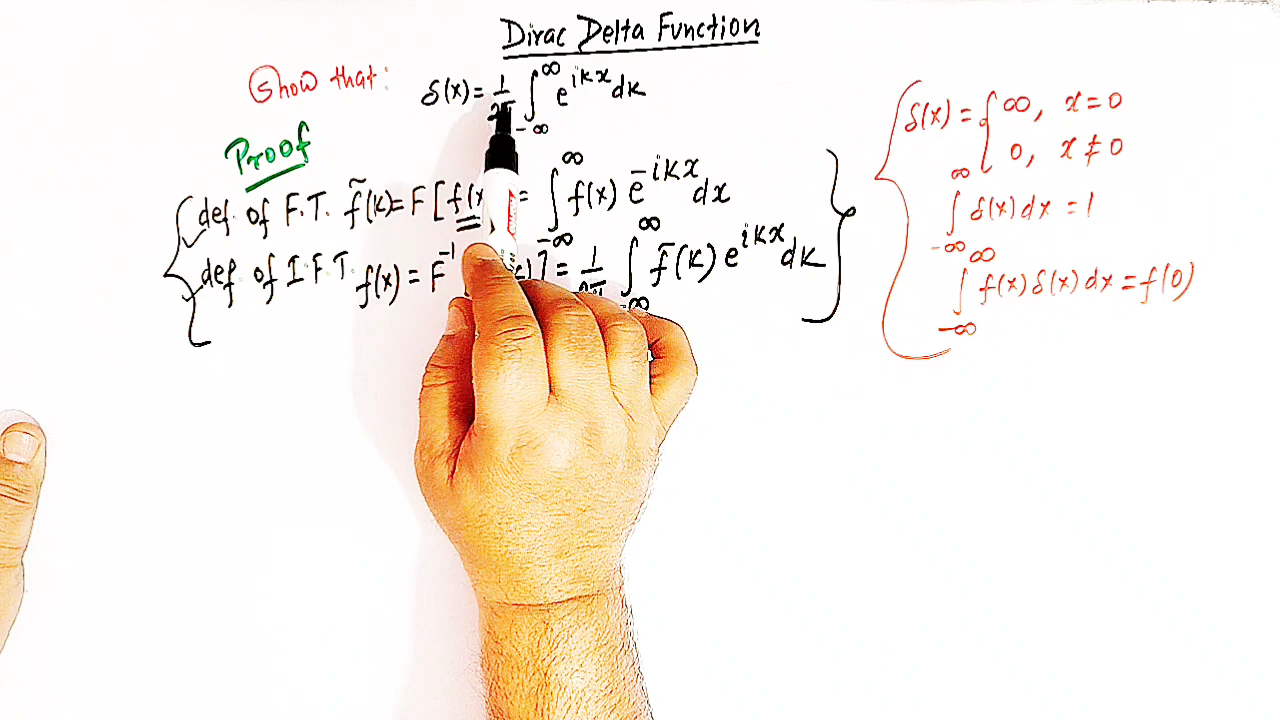 Dirac Delta Function
Show that:
δ(x)= 1/2π ∫_{-∞}^{∞} e^{ikx} dk
Proof
def. of F.T. f̃(k)= F[f(x = ∫_{-∞}^{∞} f(x) e^{-ikx} dx
def of I.F.T. f(x) = F^{-1} )] = 1/2π ∫_{-∞}^{∞} f̃(k) e^{ikx} dk
δ(x) = { ∞, x=0
0, x≠0
∫_{-∞}^{∞} δ(x) dx = 1
∫_{-∞}^{∞} f(x) δ(x) dx = f(0)